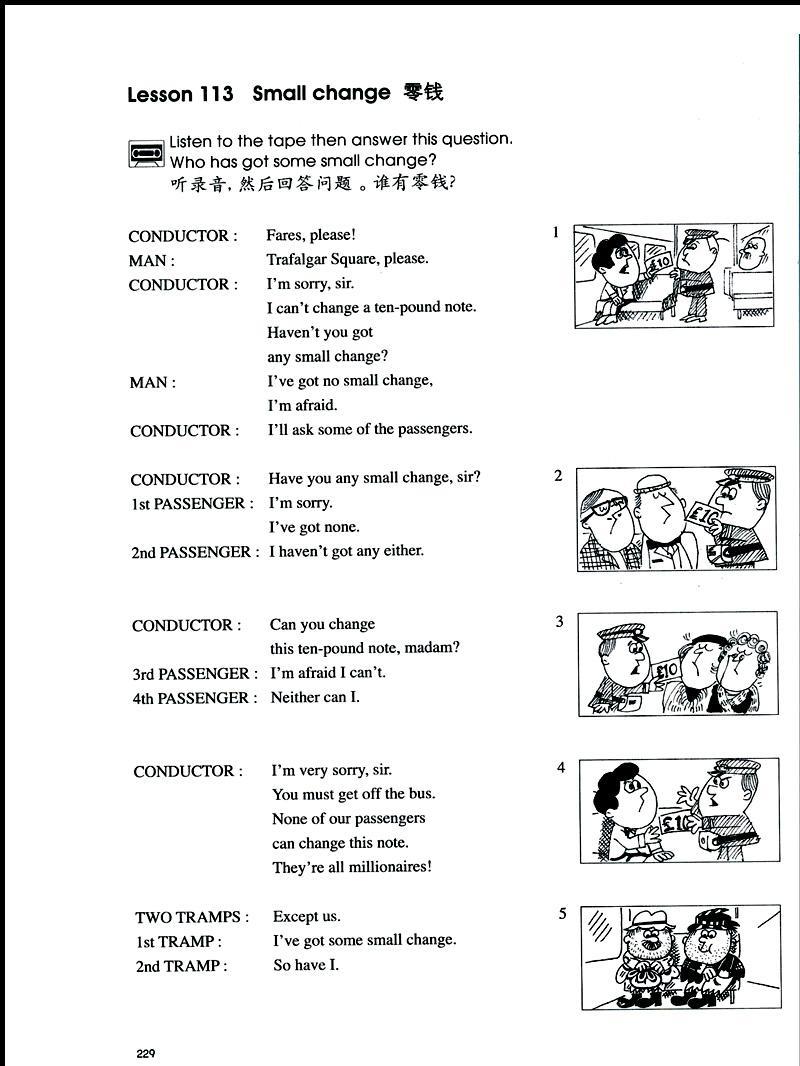 Lesson 113 Small change 零钱
Listen to the tape then answer this question.
Who has got some small change?
听录音, 然后回答问题 。谁有零钱?
CONDUCTOR : Fares, please!
MAN : Trafalgar Square, please.
CONDUCTOR : I'm sorry, sir.
I can't change a ten-pound note.
Haven't you got
any small change?
MAN : I've got no small change,
I'm afraid.
CONDUCTOR : I'll ask some of the passengers.
1
£10
CONDUCTOR : Have you any small change, sir?
1st PASSENGER : I'm sorry.
I've got none.
2nd PASSENGER : I haven't got any either.
2
£10
CONDUCTOR : Can you change
this ten-pound note, madam?
3rd PASSENGER : I'm afraid I can't.
4th PASSENGER : Neither can I.
3
£10
CONDUCTOR : I'm very sorry, sir.
You must get off the bus.
None of our passengers
can change this note.
They're all millionaires!
4
£10
TWO TRAMPS : Except us.
1st TRAMP : I've got some small change.
2nd TRAMP : So have I.
5
229